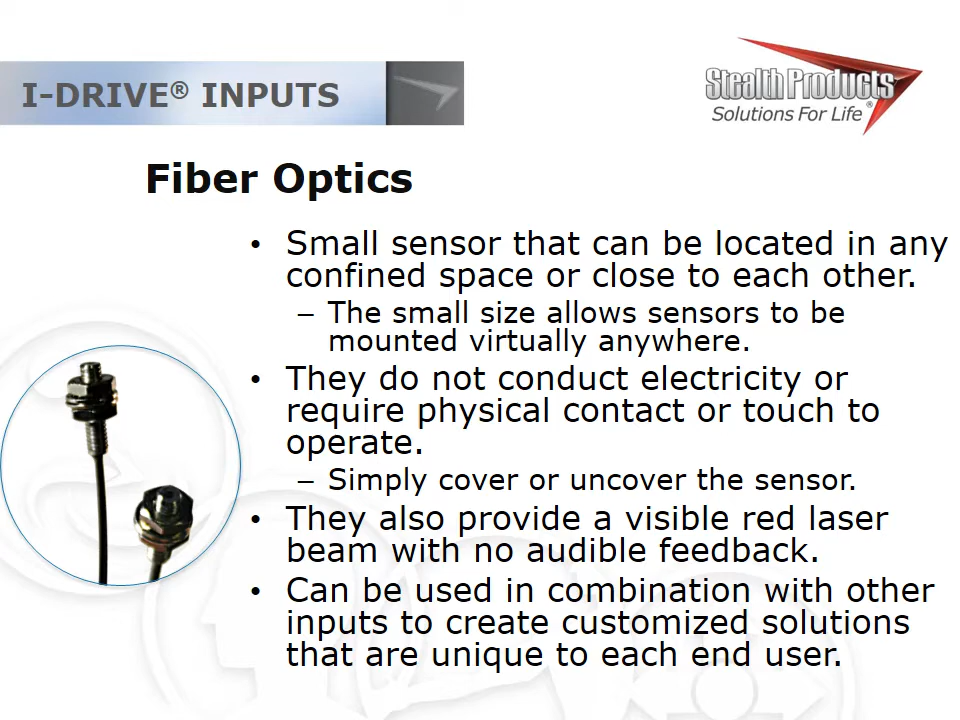 I-DRIVE® INPUTS
Stealth Products
Solutions For Life®
Fiber Optics
• Small sensor that can be located in any
confined space or close to each other.
– The small size allows sensors to be
mounted virtually anywhere.
• They do not conduct electricity or
require physical contact or touch to
operate.
– Simply cover or uncover the sensor.
• They also provide a visible red laser
beam with no audible feedback.
• Can be used in combination with other
inputs to create customized solutions
that are unique to each end user.